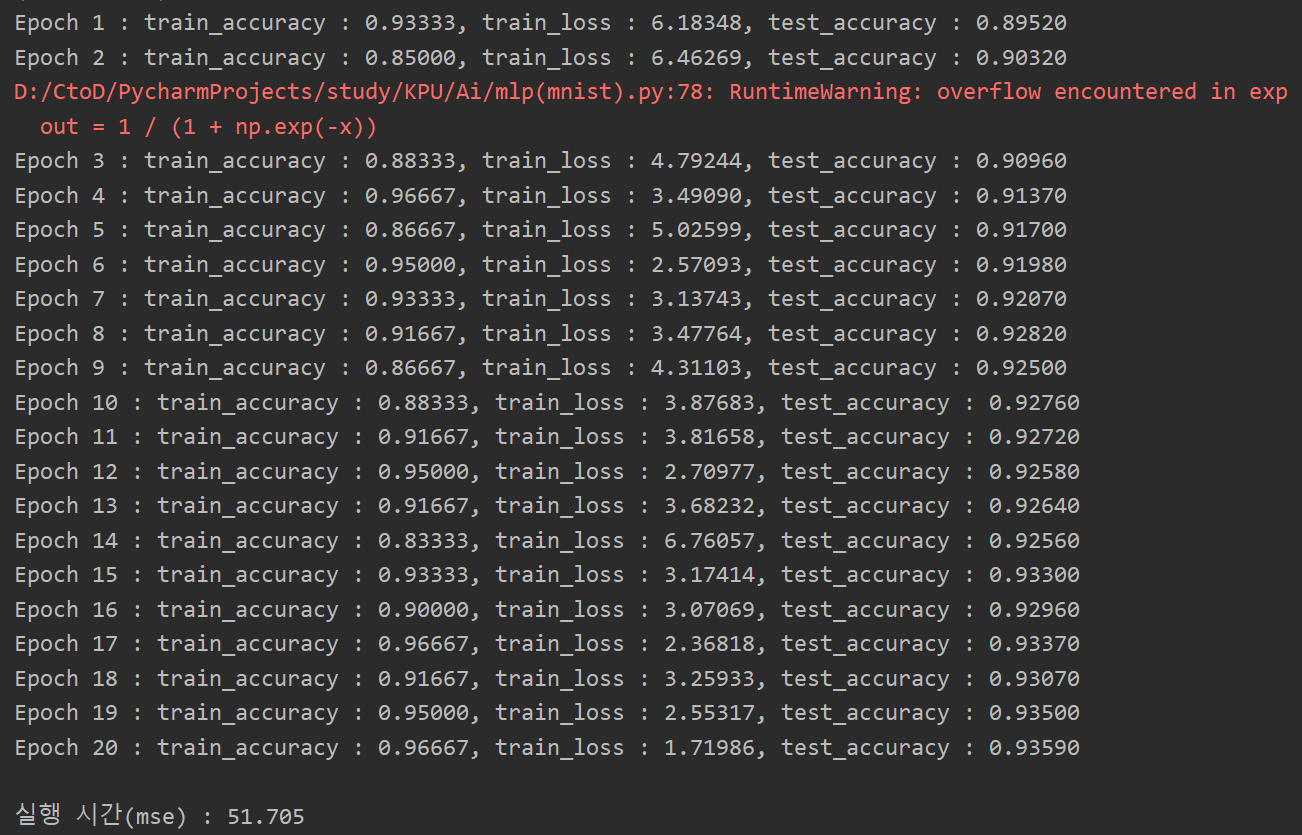 Epoch 1 : train_accuracy : 0.93333, train_loss : 6.18348, test_accuracy : 0.89520
Epoch 2 : train_accuracy : 0.85000, train_loss : 6.46269, test_accuracy : 0.90320
D:/CtoD/PycharmProjects/study/KPU/Ai/mlp(mnist).py:78: RuntimeWarning: overflow encountered in exp
  out = 1 / (1 + np.exp(-x))
Epoch 3 : train_accuracy : 0.88333, train_loss : 4.79244, test_accuracy : 0.90960
Epoch 4 : train_accuracy : 0.96667, train_loss : 3.49090, test_accuracy : 0.91370
Epoch 5 : train_accuracy : 0.86667, train_loss : 5.02599, test_accuracy : 0.91700
Epoch 6 : train_accuracy : 0.95000, train_loss : 2.57093, test_accuracy : 0.91980
Epoch 7 : train_accuracy : 0.93333, train_loss : 3.13743, test_accuracy : 0.92070
Epoch 8 : train_accuracy : 0.91667, train_loss : 3.47764, test_accuracy : 0.92820
Epoch 9 : train_accuracy : 0.86667, train_loss : 4.31103, test_accuracy : 0.92500
Epoch 10 : train_accuracy : 0.88333, train_loss : 3.87683, test_accuracy : 0.92760
Epoch 11 : train_accuracy : 0.91667, train_loss : 3.81658, test_accuracy : 0.92720
Epoch 12 : train_accuracy : 0.95000, train_loss : 2.70977, test_accuracy : 0.92580
Epoch 13 : train_accuracy : 0.91667, train_loss : 3.68232, test_accuracy : 0.92640
Epoch 14 : train_accuracy : 0.83333, train_loss : 6.76057, test_accuracy : 0.92560
Epoch 15 : train_accuracy : 0.93333, train_loss : 3.17414, test_accuracy : 0.93300
Epoch 16 : train_accuracy : 0.90000, train_loss : 3.07069, test_accuracy : 0.92960
Epoch 17 : train_accuracy : 0.96667, train_loss : 2.36818, test_accuracy : 0.93370
Epoch 18 : train_accuracy : 0.91667, train_loss : 3.25933, test_accuracy : 0.93070
Epoch 19 : train_accuracy : 0.95000, train_loss : 2.55317, test_accuracy : 0.93500
Epoch 20 : train_accuracy : 0.96667, train_loss : 1.71986, test_accuracy : 0.93590
실행 시간(mse) : 51.705